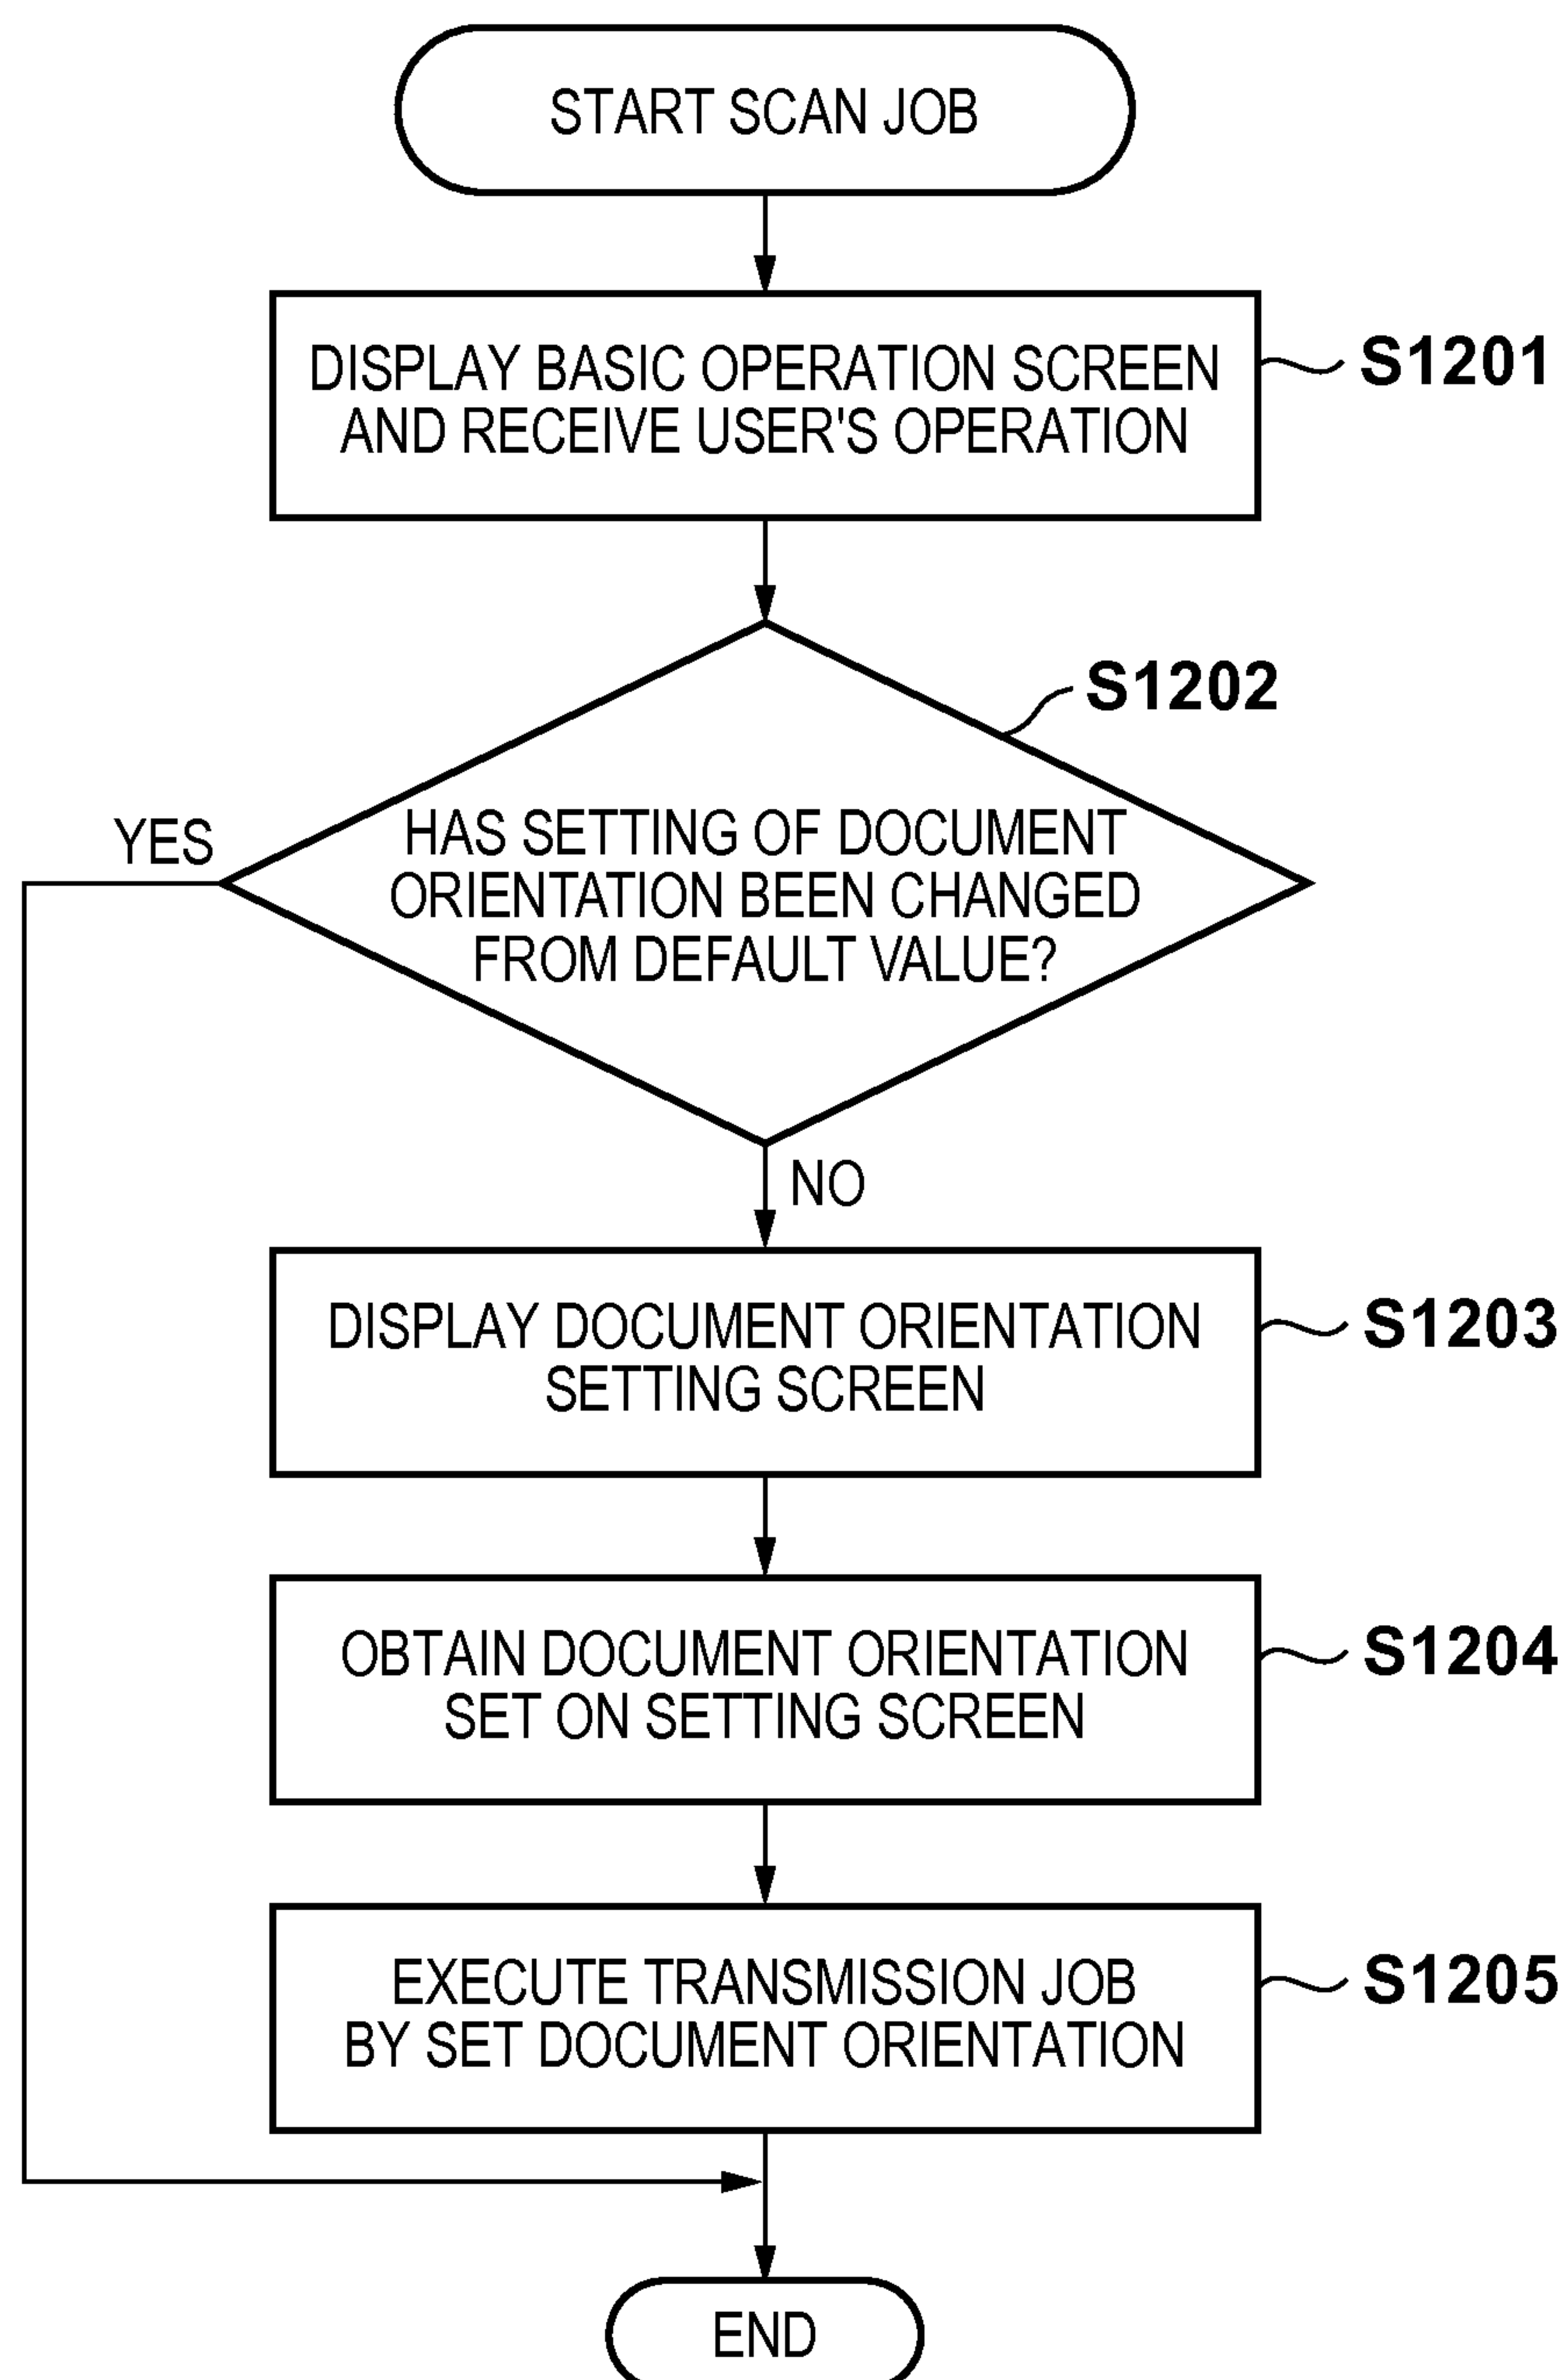 START SCAN JOB
DISPLAY BASIC OPERATION SCREEN
AND RECEIVE USER'S OPERATION
S1201
S1202
HAS SETTING OF DOCUMENT
ORIENTATION BEEN CHANGED
FROM DEFAULT VALUE?
YES
NO
DISPLAY DOCUMENT ORIENTATION
SETTING SCREEN
S1203
OBTAIN DOCUMENT ORIENTATION
SET ON SETTING SCREEN
S1204
EXECUTE TRANSMISSION JOB
BY SET DOCUMENT ORIENTATION
S1205
END